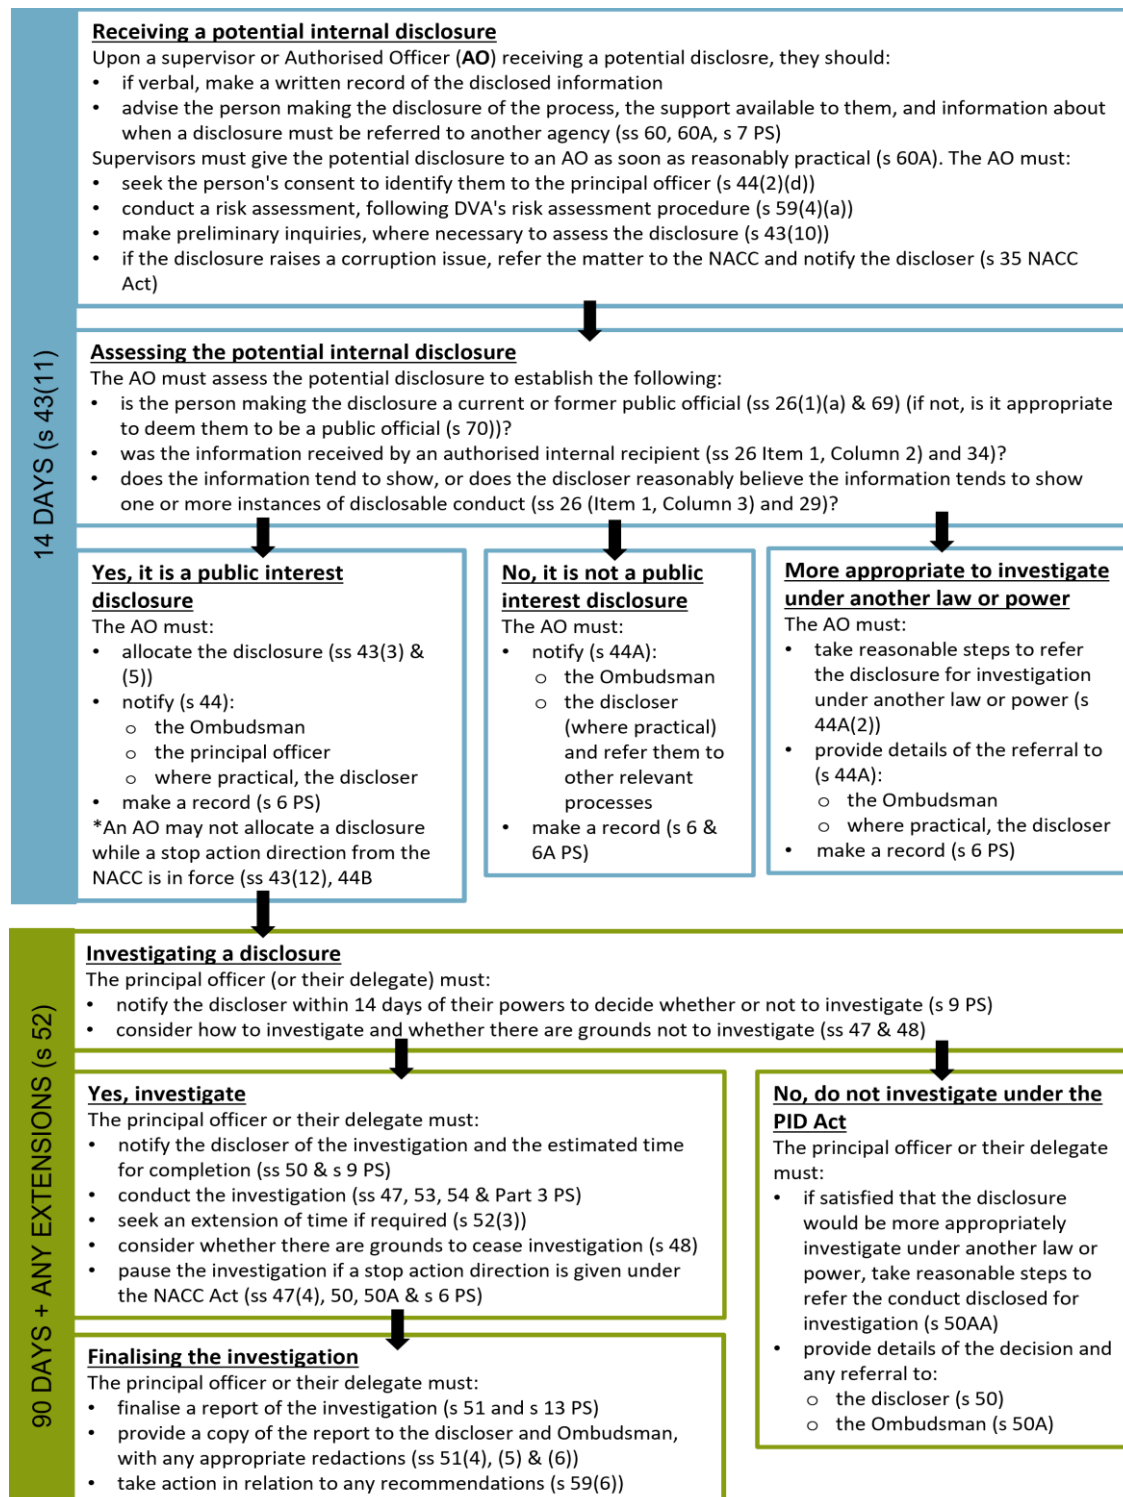 14 DAYS (s 43(11)
Receiving a potential internal disclosure
Upon a supervisor or Authorised Officer (AO) receiving a potential disclosre, they should:
• if verbal, make a written record of the disclosed information
• advise the person making the disclosure of the process, the support available to them, and information about
when a disclosure must be referred to another agency (ss 60, 60A, s 7 PS)
Supervisors must give the potential disclosure to an AO as soon as reasonably practical (s 60A). The AO must:
• seek the person's consent to identify them to the principal officer (s 44(2)(d))
• conduct a risk assessment, following DVA's risk assessment procedure (s 59(4)(a))
• make preliminary inquiries, where necessary to assess the disclosure (s 43(10))
• if the disclosure raises a corruption issue, refer the matter to the NACC and notify the discloser (s 35 NACC
Act)
Assessing the potential internal disclosure
The AO must assess the potential disclosure to establish the following:
• is the person making the disclosure a current or former public official (ss 26(1)(a) & 69) (if not, is it appropriate
to deem them to be a public official (s 70))?
• was the information received by an authorised internal recipient (ss 26 Item 1, Column 2) and 34)?
• does the information tend to show, or does the discloser reasonably believe the information tends to show
one or more instances of disclosable conduct (ss 26 (Item 1, Column 3) and 29)?
Yes, it is a public interest
disclosure
The AO must:
• allocate the disclosure (ss 43(3) &
(5))
• notify (s 44):
o the Ombudsman
o the principal officer
o where practical, the discloser
• make a record (s 6 PS)
*An AO may not allocate a disclosure
while a stop action direction from the
NACC is in force (ss 43(12), 44B
No, it is not a public
interest disclosure
The AO must:
• notify (s 44A):
o the Ombudsman
o the discloser
(where practical)
and refer them to
other relevant
processes
• make a record (s 6 &
6A PS)
More appropriate to investigate
under another law or power
The AO must:
• take reasonable steps to refer
the disclosure for investigation
under another law or power (s
44A(2))
• provide details of the referral to
(s 44A):
o the Ombudsman
o where practical, the discloser
• make a record (s 6 PS)
90 DAYS + ANY EXTENSIONS (s 52)
Investigating a disclosure
The principal officer (or their delegate) must:
• notify the discloser within 14 days of their powers to decide whether or not to investigate (s 9 PS)
• consider how to investigate and whether there are grounds not to investigate (ss 47 & 48)
Yes, investigate
The principal officer or their delegate must:
• notify the discloser of the investigation and the estimated time
for completion (ss 50 & s 9 PS)
• conduct the investigation (ss 47, 53, 54 & Part 3 PS)
• seek an extension of time if required (s 52(3))
• consider whether there are grounds to cease investigation (s 48)
• pause the investigation if a stop action direction is given under
the NACC Act (ss 47(4), 50, 50A & s 6 PS)
No, do not investigate under the
PID Act
The principal officer or their delegate
must:
• if satisfied that the disclosure
would be more appropriately
investigate under another law or
power, take reasonable steps to
refer the conduct disclosed for
investigation (s 50AA)
• provide details of the decision and
any referral to:
o the discloser (s 50)
o the Ombudsman (s 50A)
Finalising the investigation
The principal officer or their delegate must:
• finalise a report of the investigation (s 51 and s 13 PS)
• provide a copy of the report to the discloser and Ombudsman,
with any appropriate redactions (ss 51(4), (5) & (6))
• take action in relation to any recommendations (s 59(6))